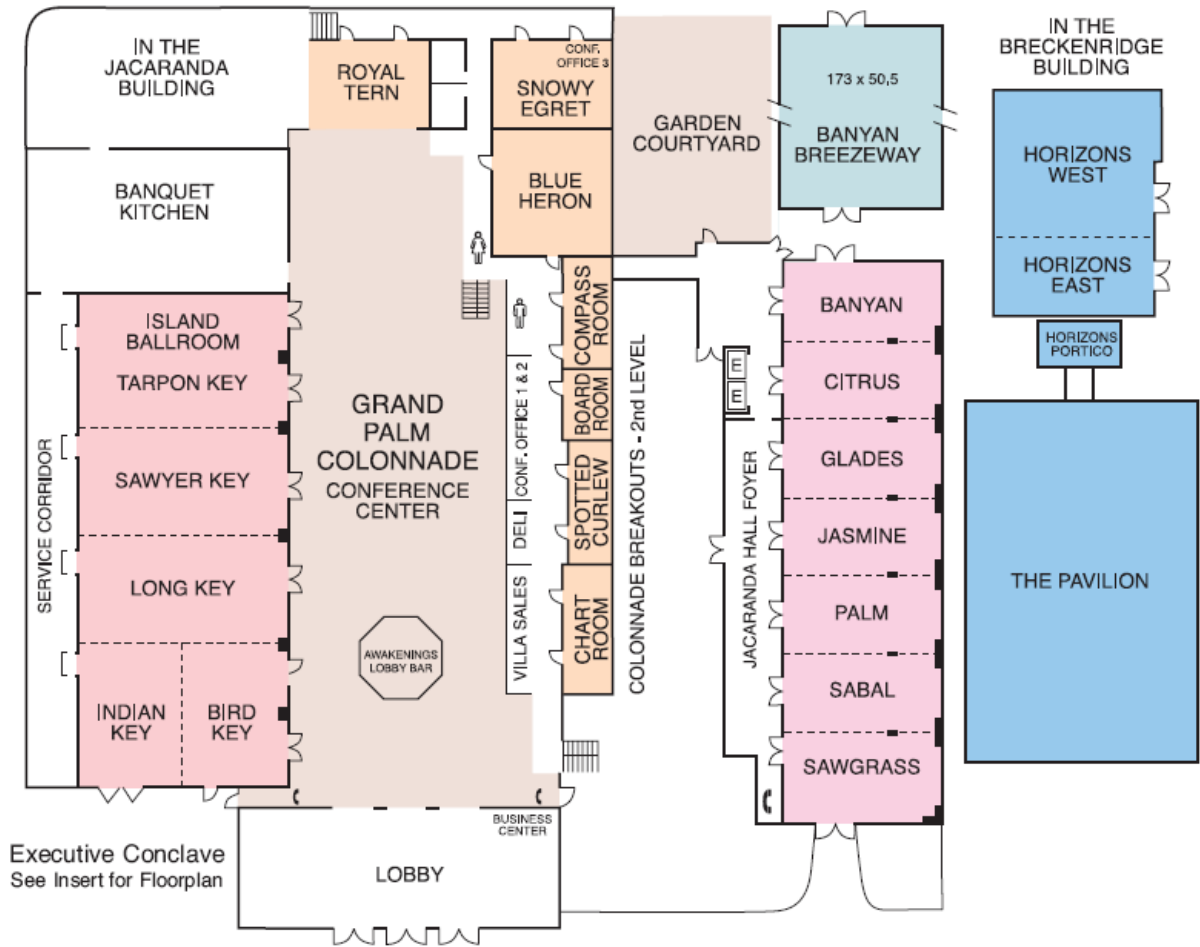 IN THE
JACARANDA
BUILDING
ROYAL
TERN
CONF.
OFFICE 3
SNOWY
EGRET
GARDEN
COURTYARD
173 x 50,5
BANYAN
BREEZEWAY
IN THE
BRECKENRIDGE
BUILDING
HORIZONS
WEST
HORIZONS
EAST
HORIZONS
PORTICO
THE PAVILION
BANQUET
KITCHEN
BLUE
HERON
SERVICE CORRIDOR
ISLAND
BALLROOM
TARPON KEY
SAWYER KEY
LONG KEY
INDIAN
KEY
BIRD
KEY
GRAND
PALM
COLONNADE
CONFERENCE
CENTER
AWAKENINGS
LOBBY BAR
CONF. OFFICE 1 & 2
DELI
VILLA SALES
COMPASS
ROOM
BOARD
ROOM
SPOTTED
CURLEW
CHART
ROOM
COLONNADE BREAKOUTS - 2nd LEVEL
E
E
JACARANDA HALL FOYER
BANYAN
CITRUS
GLADES
JASMINE
PALM
SABAL
SAWGRASS
BUSINESS
CENTER
LOBBY
Executive Conclave
See Insert for Floorplan